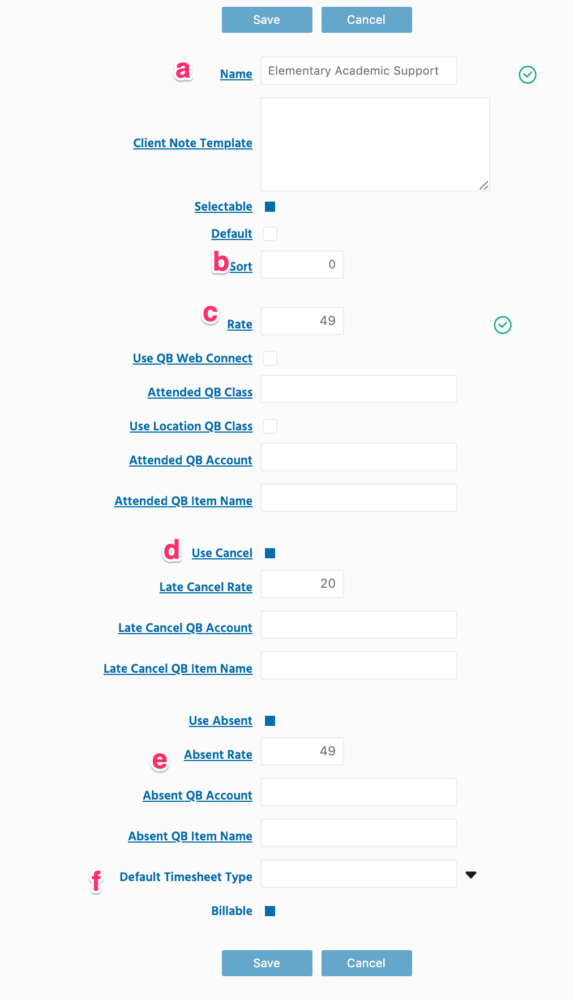 Save Cancel
a Name Elementary Academic Support
Client Note Template
Selectable
Default
b Sort 0
c Rate 49
Use QB Web Connect
Attended QB Class
Use Location QB Class
Attended QB Account
Attended QB Item Name
d Use Cancel
Late Cancel Rate 20
Late Cancel QB Account
Late Cancel QB Item Name
Use Absent
e Absent Rate 49
Absent QB Account
Absent QB Item Name
f Default Timesheet Type
Billable
Save Cancel